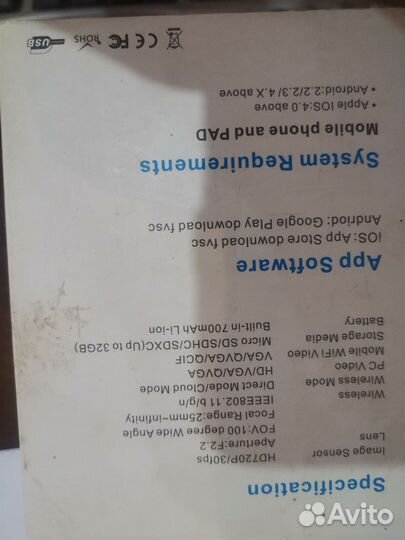 Specification
Image Sensor HD720P/30fps
Lens Aperture:F2.2
FOV:100 degree Wide Angle
Focal Range:25mm~infinity
Wireless IEEE802.11 b/g/n
Wireless Mode Direct Mode/Cloud Mode
PC Video HD/VGA/QVGA
Mobile WiFi Video VGA/QVGA/QCIF
Storage Media Micro SD/SDHC/SDXC(Up to 32GB)
Battery Built-in 700mAh Li-ion
App Software
iOS: App Store download fvsc
Andriod: Google Play download fvsc
System Requirements
Mobile phone and PAD
• Apple IOS:4.0 above
• Android:2.2/2.3/ 4.X above
USB ROHS FC CE
Avito